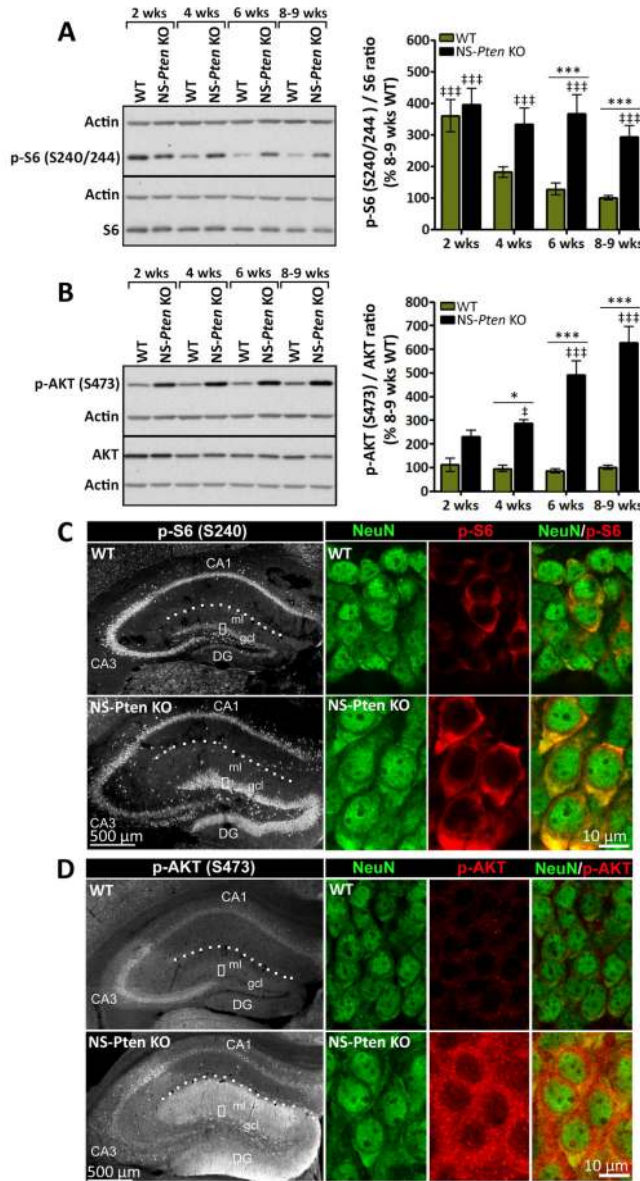 A
2 wks 4 wks 6 wks 8-9 wks
WT NS-Pten KO WT NS-Pten KO WT NS-Pten KO WT NS-Pten KO
Actin
p-S6 (S240/244)
Actin
S6
p-S6 (S240/244) / S6 ratio
(% 8-9 wks WT)
WT
NS-Pten KO
600
500
400
300
200
100
0
‡‡‡ ‡‡‡ ‡‡‡ *** ‡‡‡ *** ‡‡‡
2 wks 4 wks 6 wks 8-9 wks
B
2 wks 4 wks 6 wks 8-9 wks
WT NS-Pten KO WT NS-Pten KO WT NS-Pten KO WT NS-Pten KO
p-AKT (S473)
Actin
AKT
Actin
p-AKT (S473) / AKT ratio
(% 8-9 wks WT)
WT
NS-Pten KO
800
700
600
500
400
300
200
100
0
* ‡ *** ‡‡‡ *** ‡‡‡
2 wks 4 wks 6 wks 8-9 wks
C
p-S6 (S240) NeuN p-S6 NeuN/p-S6
WT WT
CA1
ml
gcl
DG
CA3
NS-Pten KO NS-Pten KO
CA1
ml
gcl
CA3
DG
500 µm 10 µm
D
p-AKT (S473) NeuN p-AKT NeuN/p-AKT
WT WT
CA1
ml
gcl
CA3
DG
NS-Pten KO NS-Pten KO
CA1
ml
gcl
CA3
DG
500 µm 10 µm